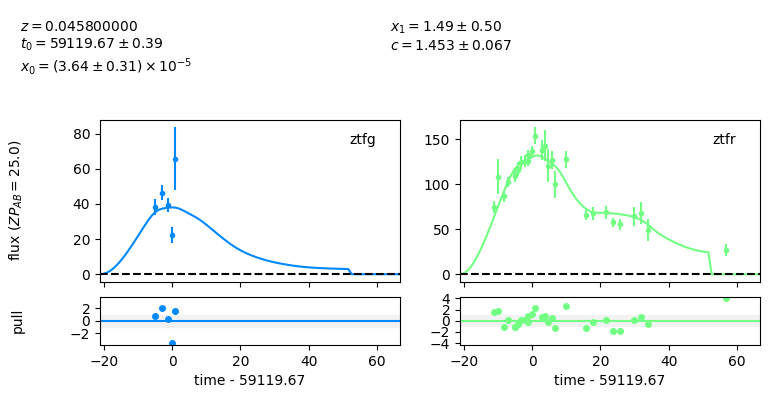 z = 0.045800000
t₀ = 59119.67 ± 0.39
x₀ = (3.64 ± 0.31) × 10⁻⁵
x₁ = 1.49 ± 0.50
c = 1.453 ± 0.067
flux (ZP_AB = 25.0)
80
60
40
20
0
ztfg
150
100
50
0
ztfr
pull
2
0
−2
4
2
0
−2
−4
−20 0 20 40 60
−20 0 20 40 60
time - 59119.67
time - 59119.67